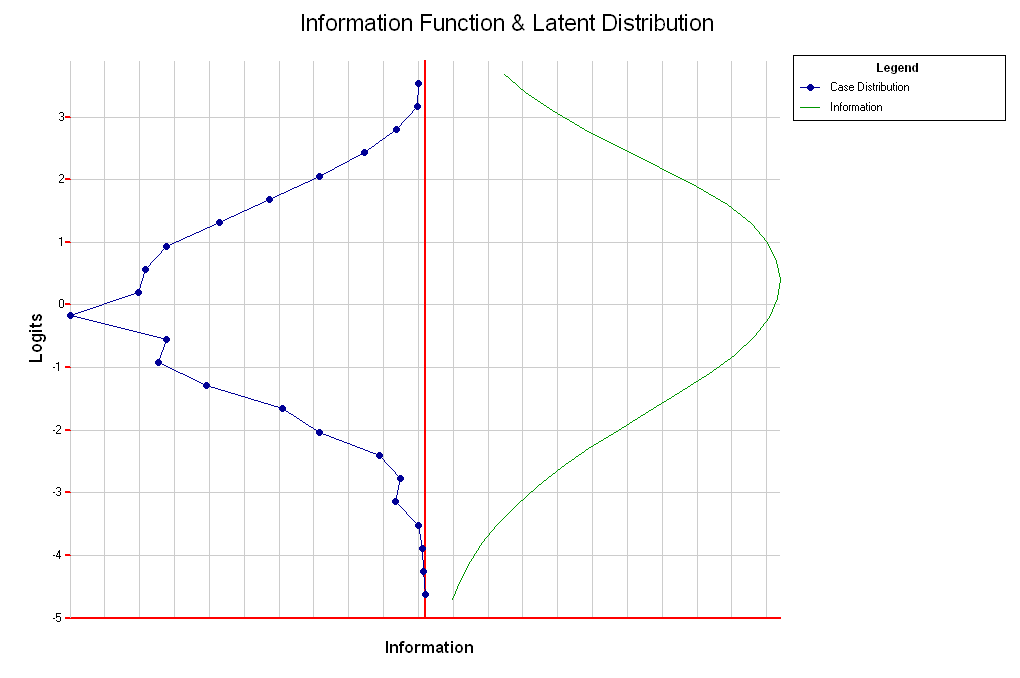 Information Function & Latent Distribution
Legend
Case Distribution
Information
3
2
1
0
-1
-2
-3
-4
-5
Logits
Information